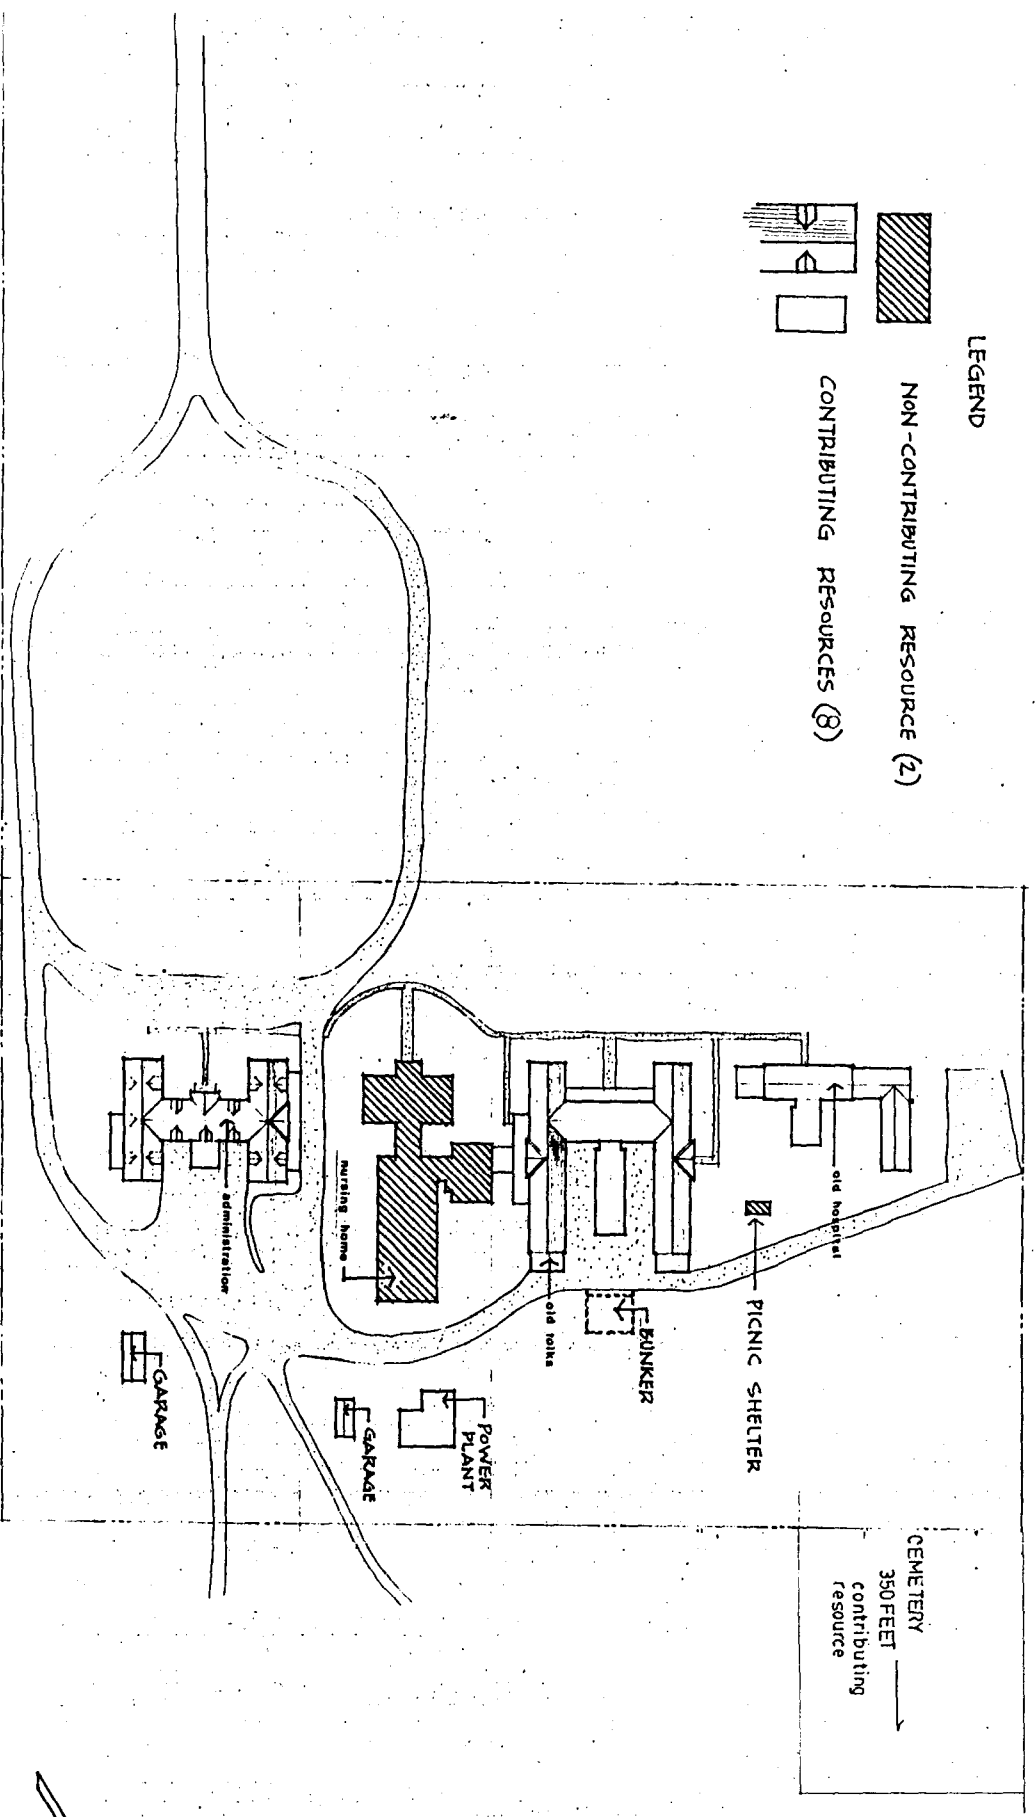 LEGEND
NON-CONTRIBUTING RESOURCE (2)
CONTRIBUTING RESOURCES (8)
old hospital
PICNIC SHELTER
BUNKER
old folks
nursing home
administration
POWER
PLANT
GARAGE
GARAGE
CEMETERY
350 FEET
contributing
resource